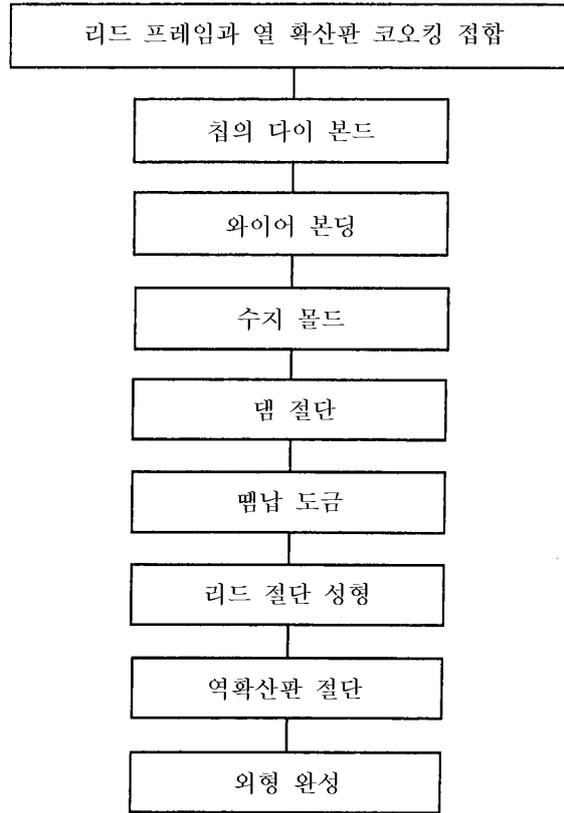 리드 프레임과 열 확산판 코오킹 접합
칩의 다이 본드
와이어 본딩
수지 몰드
댐 절단
땜납 도금
리드 절단 성형
역확산판 절단
외형 완성